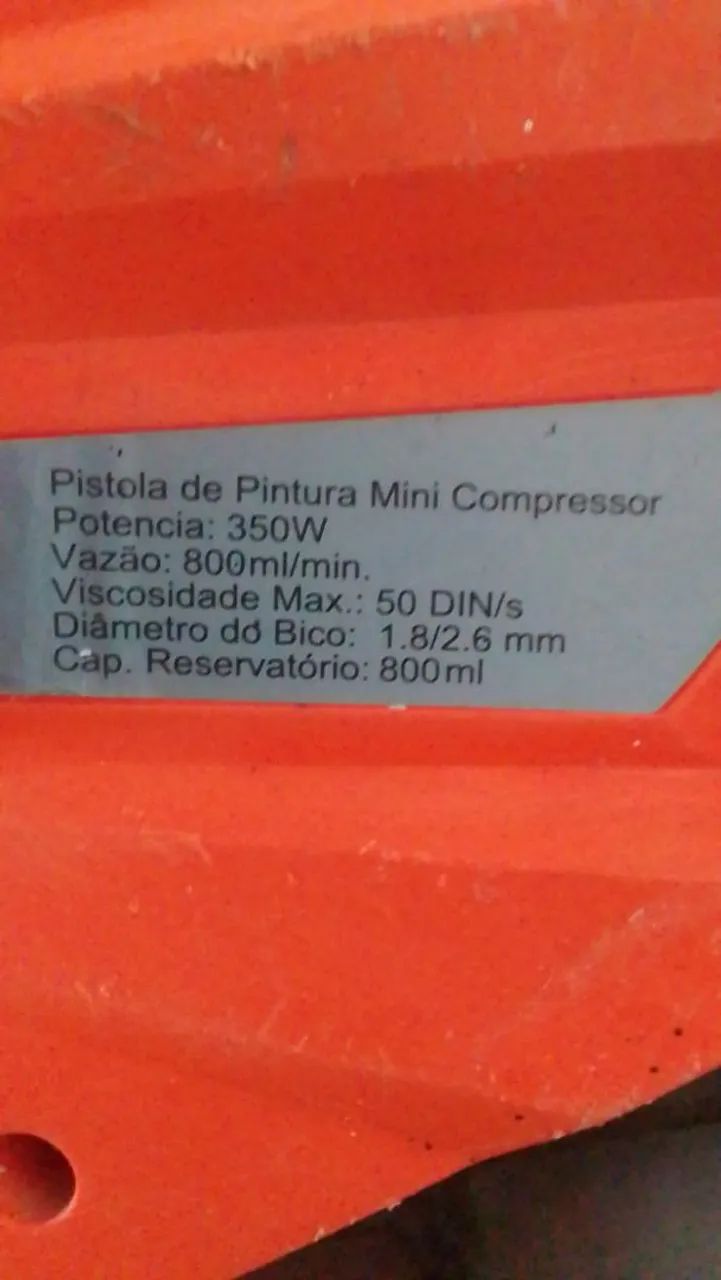 Pistola de Pintura Mini Compressor
Potencia: 350W
Vazão: 800ml/min.
Viscosidade Max.: 50 DIN/s
Diâmetro do Bico: 1.8/2.6 mm
Cap. Reservatório: 800ml